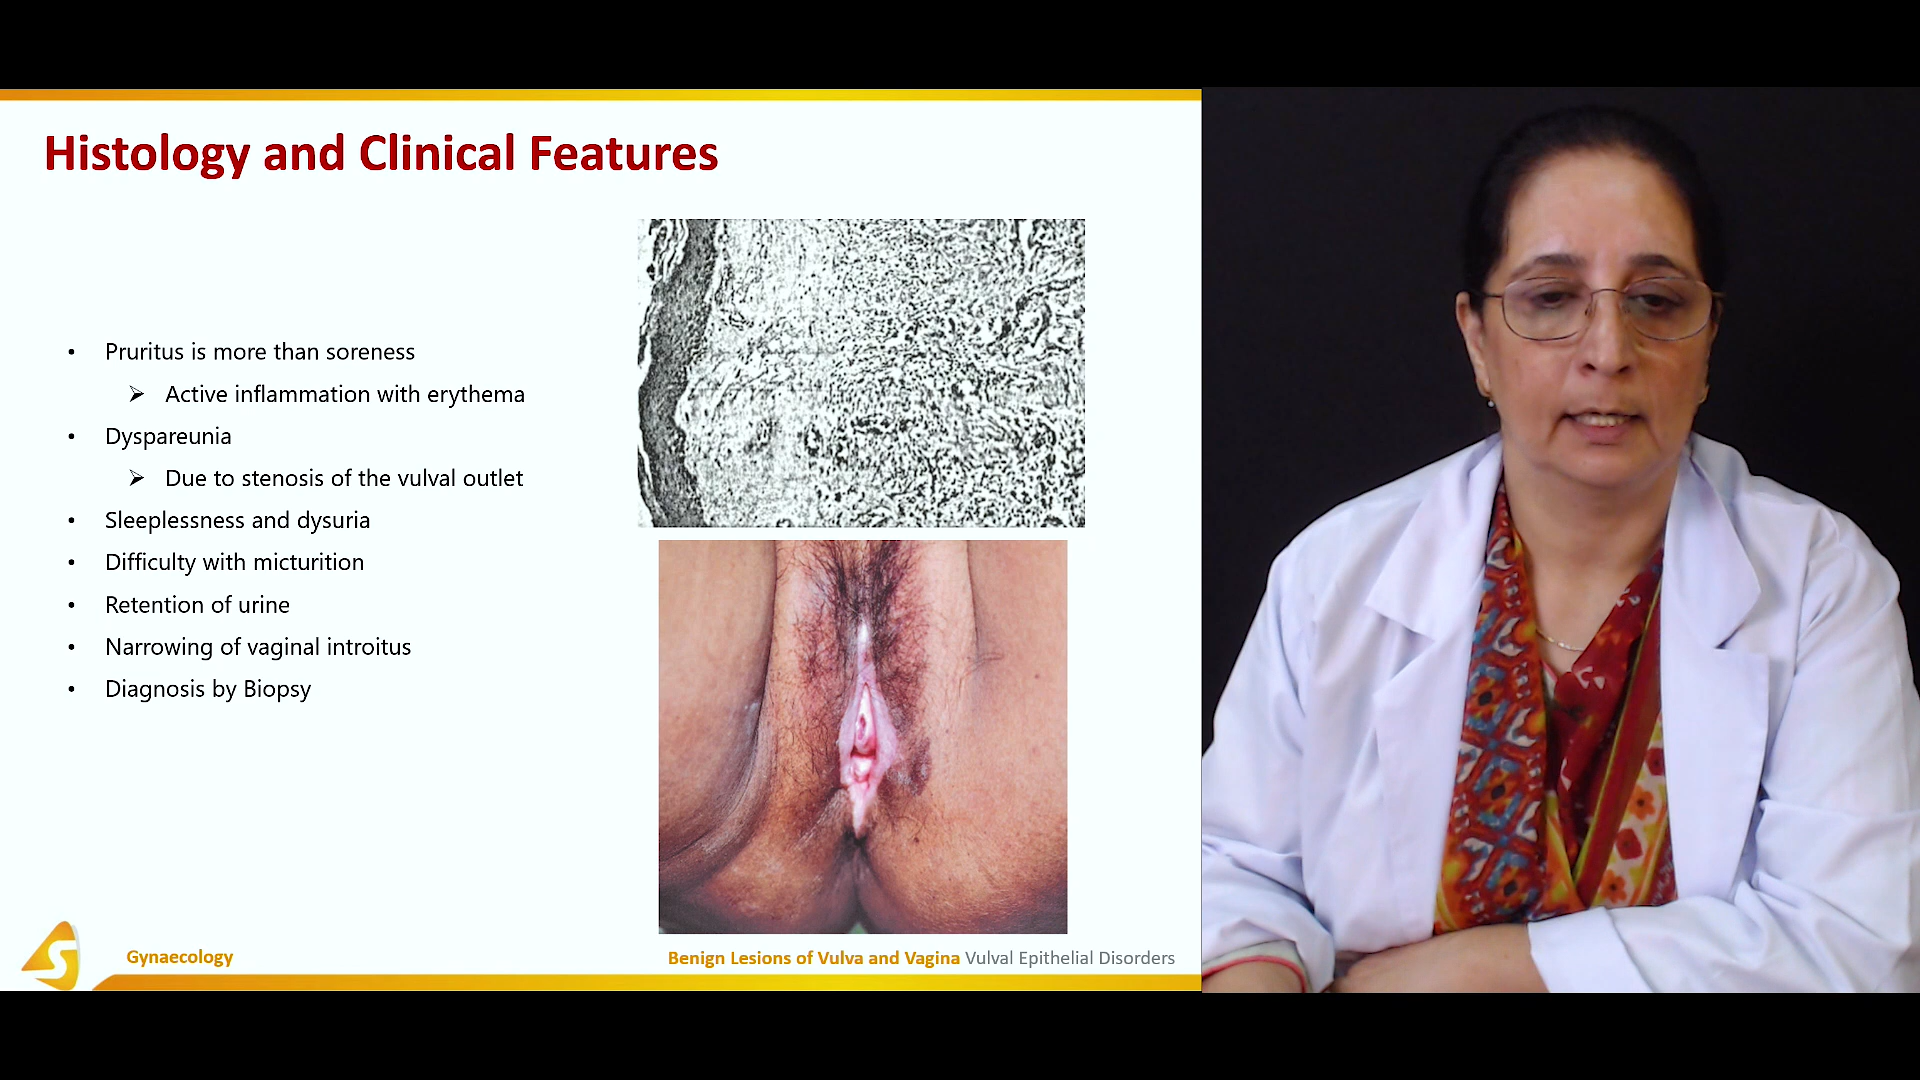 Histology and Clinical Features
• Pruritus is more than soreness
➢ Active inflammation with erythema
• Dyspareunia
➢ Due to stenosis of the vulval outlet
• Sleeplessness and dysuria
• Difficulty with micturition
• Retention of urine
• Narrowing of vaginal introitus
• Diagnosis by Biopsy
S
Gynaecology
Benign Lesions of Vulva and Vagina Vulval Epithelial Disorders